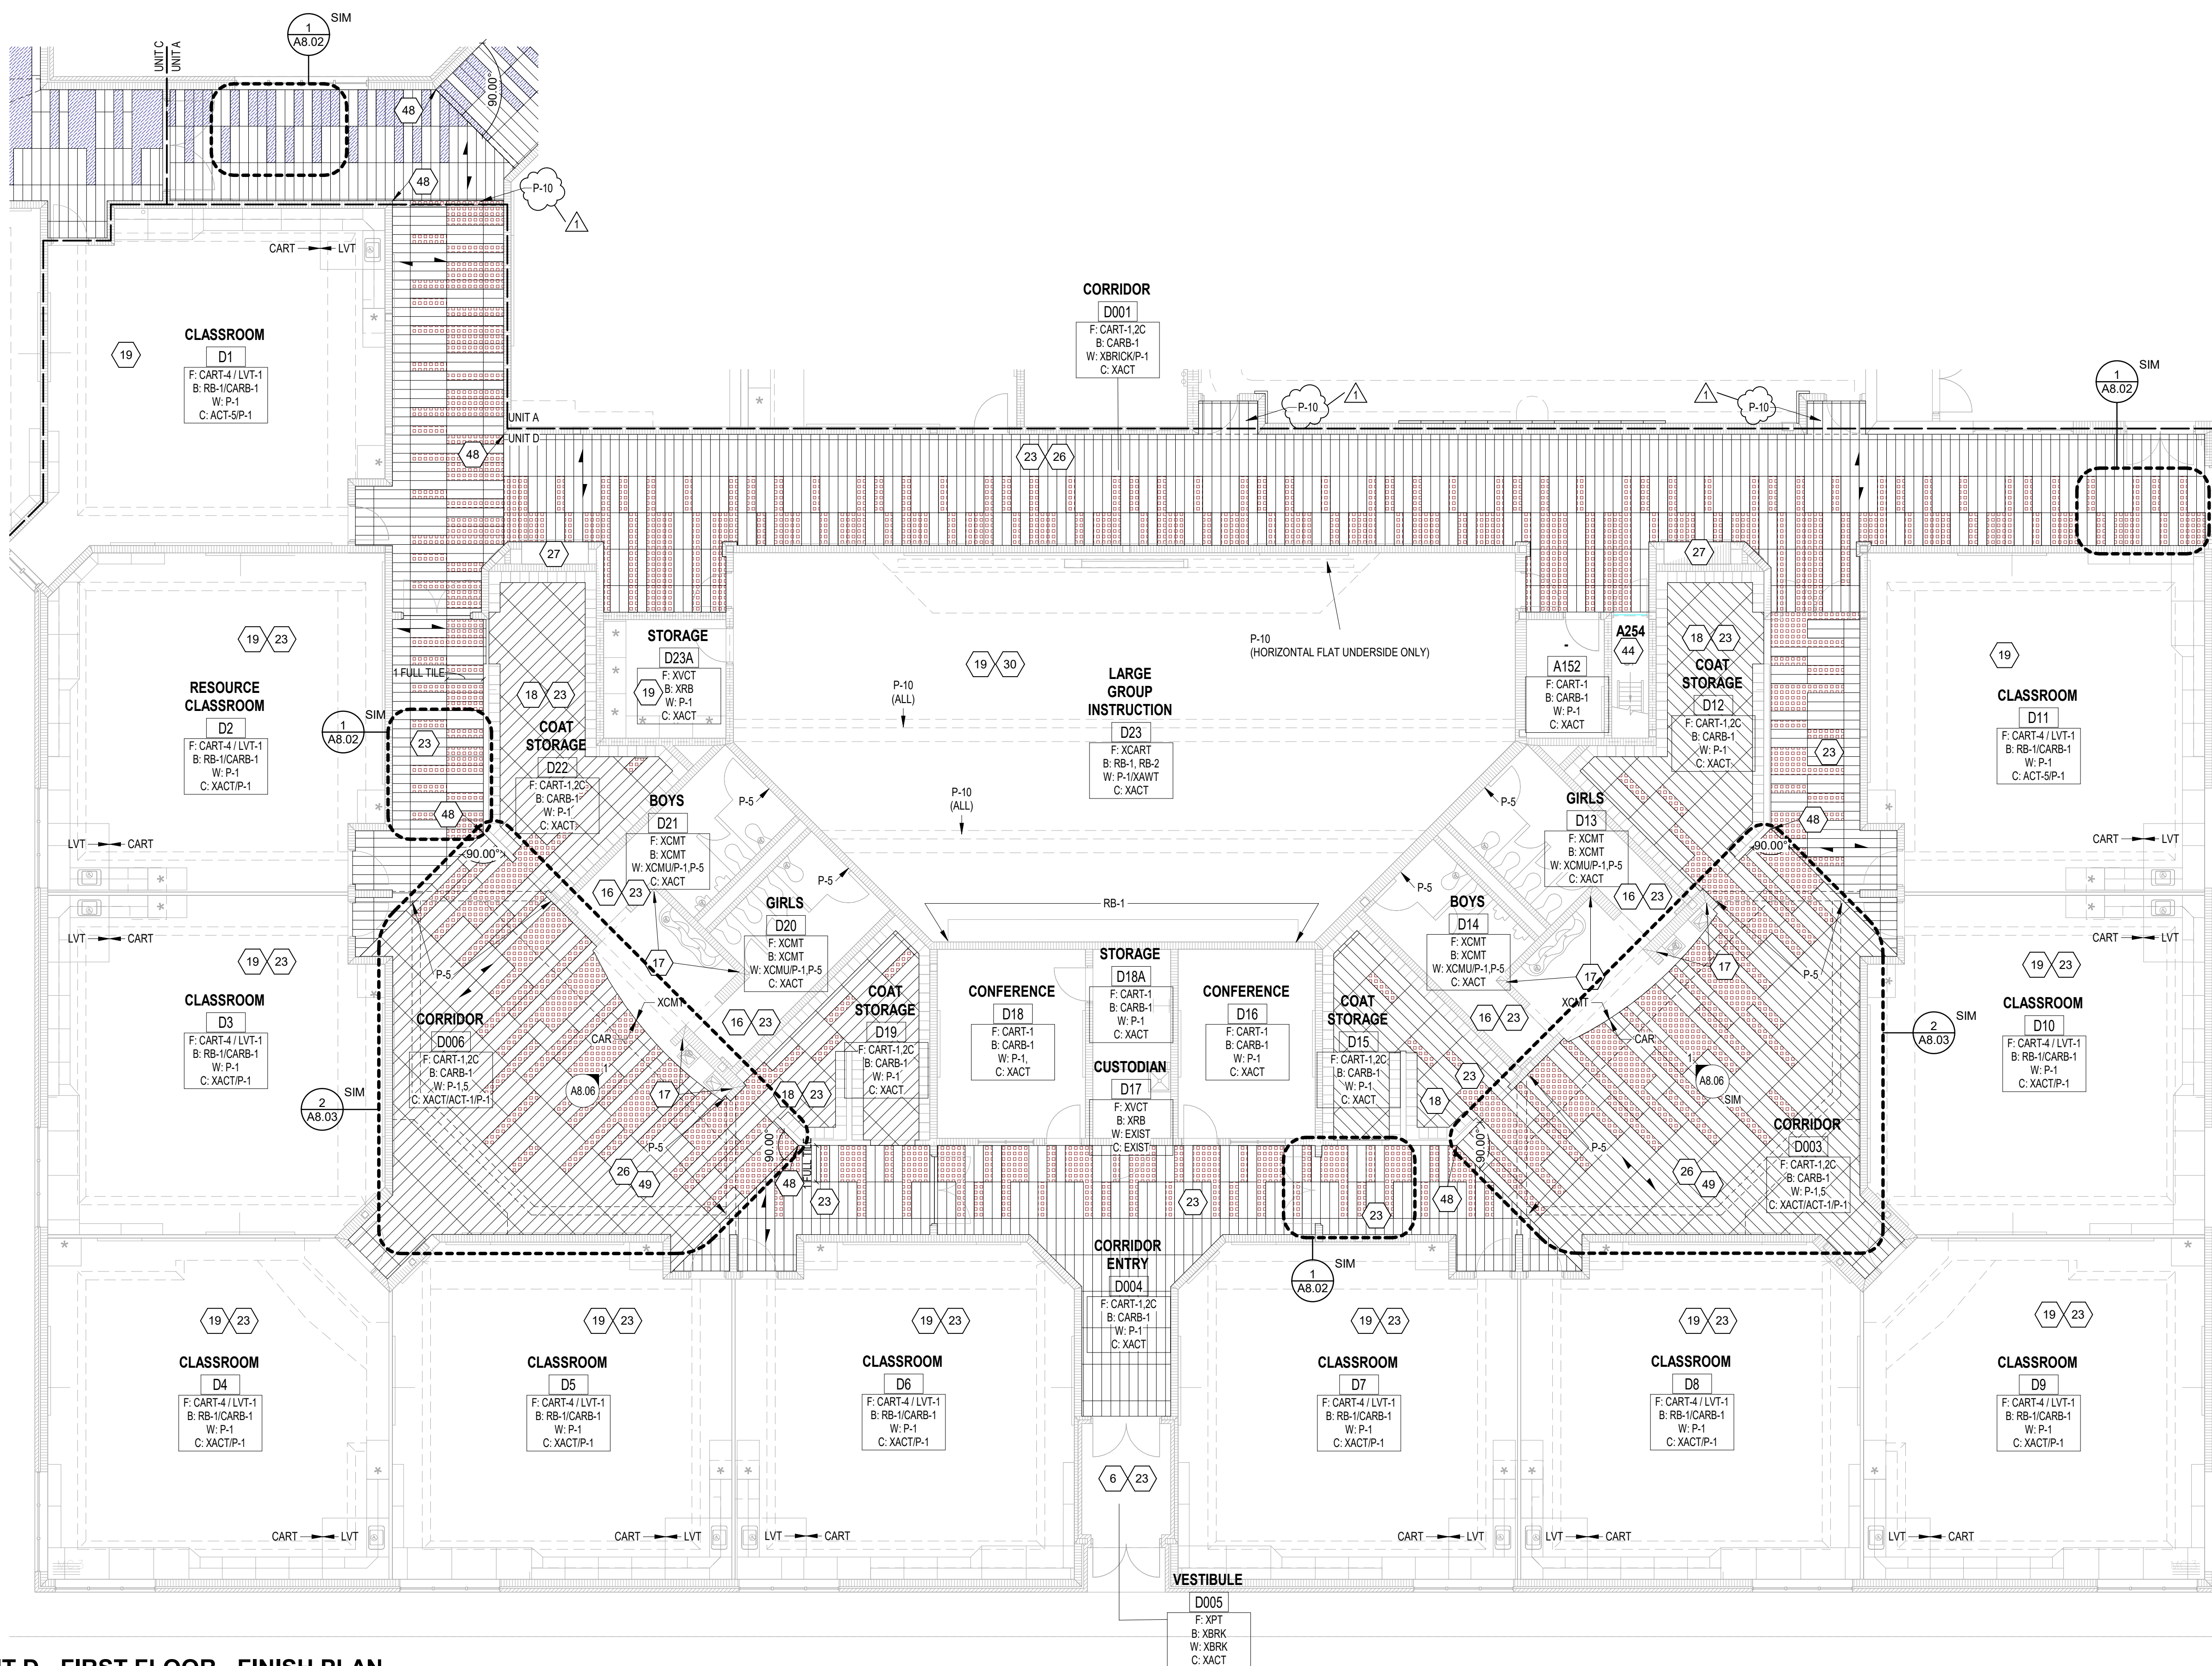 1
A8.02
SIM
UNIT C
UNIT A
48
90.00°
48
P-10
1
CART
LVT
CLASSROOM
D1
F: CART-4 / LVT-1
B: RB-1/CARB-1
W: P-1
C: ACT-5/P-1
19
CORRIDOR
D001
F: CART-1,2C
B: CARB-1
W: XBRICK/P-1
C: XACT
UNIT A
UNIT D
48
23
26
P-10
1
1
P-10
1
A8.02
SIM
27
27
19
23
RESOURCE
CLASSROOM
D2
F: CART-4 / LVT-1
B: RB-1/CARB-1
W: P-1
C: XACT/P-1
LVT
CART
1 FULL TILE
1
A8.02
SIM
23
48
18
23
COAT
STORAGE
D22
F: CART-1,2C
B: CARB-1
W: P-1
C: XACT
STORAGE
D23A
F: XVCT
B: XRB
W: P-1
C: XACT
19
19
30
P-10
(ALL)
P-10
(ALL)
LARGE
GROUP
INSTRUCTION
D23
F: XCART
B: RB-1, RB-2
W: P-1/XAWT
C: XACT
P-10
(HORIZONTAL FLAT UNDERSIDE ONLY)
-
A152
F: CART-1
B: CARB-1
W: P-1
C: XACT
A254
44
18
23
COAT
STORAGE
D12
F: CART-1,2C
B: CARB-1
W: P-1
C: XACT
23
48
19
CLASSROOM
D11
F: CART-4 / LVT-1
B: RB-1/CARB-1
W: P-1
C: ACT-5/P-1
CART
LVT
90.00°
BOYS
D21
F: XCMT
B: XCMT
W: XCMU/P-1,P-5
C: XACT
P-5
P-5
16
23
GIRLS
D20
F: XCMT
B: XCMT
W: XCMU/P-1,P-5
C: XACT
17
16
23
RB-1
P-5
P-5
GIRLS
D13
F: XCMT
B: XCMT
W: XCMU/P-1,P-5
C: XACT
16
23
BOYS
D14
F: XCMT
B: XCMT
W: XCMU/P-1,P-5
C: XACT
17
16
23
90.00°
LVT
CART
19
23
CLASSROOM
D3
F: CART-4 / LVT-1
B: RB-1/CARB-1
W: P-1
C: XACT/P-1
2
A8.03
SIM
P-5
CORRIDOR
D006
F: CART-1,2C
B: CARB-1
W: P-1,5
C: XACT/ACT-1/P-1
XCMT
CAR
1
A8.06
17
P-5
26
49
90.00°
48
1 FULL TILE
23
18
23
COAT
STORAGE
D19
F: CART-1,2C
B: CARB-1
W: P-1
C: XACT
CONFERENCE
D18
F: CART-1
B: CARB-1
W: P-1,
C: XACT
STORAGE
D18A
F: CART-1
B: CARB-1
W: P-1
C: XACT
CUSTODIAN
D17
F: XVCT
B: XRB
W: EXIST
C: EXIST
CONFERENCE
D16
F: CART-1
B: CARB-1
W: P-1
C: XACT
COAT
STORAGE
D15
F: CART-1,2C
B: CARB-1
W: P-1
C: XACT
23
18
XCMT
CAR
17
P-5
1
A8.06
SIM
P-5
26
49
CORRIDOR
D003
F: CART-1,2C
B: CARB-1
W: P-1,5
C: XACT/ACT-1/P-1
2
A8.03
SIM
CART
LVT
19
23
CLASSROOM
D10
F: CART-4 / LVT-1
B: RB-1/CARB-1
W: P-1
C: XACT/P-1
23
23
48
90.00°
1
A8.02
SIM
CORRIDOR
ENTRY
D004
F: CART-1,2C
B: CARB-1
W: P-1
C: XACT
19
23
CLASSROOM
D4
F: CART-4 / LVT-1
B: RB-1/CARB-1
W: P-1
C: XACT/P-1
CART
LVT
19
23
CLASSROOM
D5
F: CART-4 / LVT-1
B: RB-1/CARB-1
W: P-1
C: XACT/P-1
CART
LVT
19
23
CLASSROOM
D6
F: CART-4 / LVT-1
B: RB-1/CARB-1
W: P-1
C: XACT/P-1
LVT
CART
6
23
19
23
CLASSROOM
D7
F: CART-4 / LVT-1
B: RB-1/CARB-1
W: P-1
C: XACT/P-1
CART
LVT
19
23
CLASSROOM
D8
F: CART-4 / LVT-1
B: RB-1/CARB-1
W: P-1
C: XACT/P-1
LVT
CART
19
23
CLASSROOM
D9
F: CART-4 / LVT-1
B: RB-1/CARB-1
W: P-1
C: XACT/P-1
LVT
CART
VESTIBULE
D005
F: XPT
B: XBRK
W: XBRK
C: XACT
D - FIRST FLOOR - FINISH PLAN